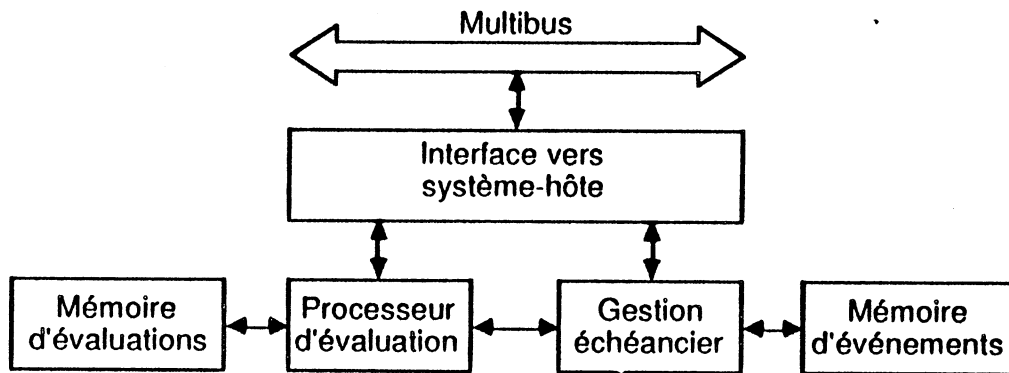 Multibus
Interface vers
système-hôte
Mémoire
d'évaluations
Processeur
d'évaluation
Gestion
échéancier
Mémoire
d'événements